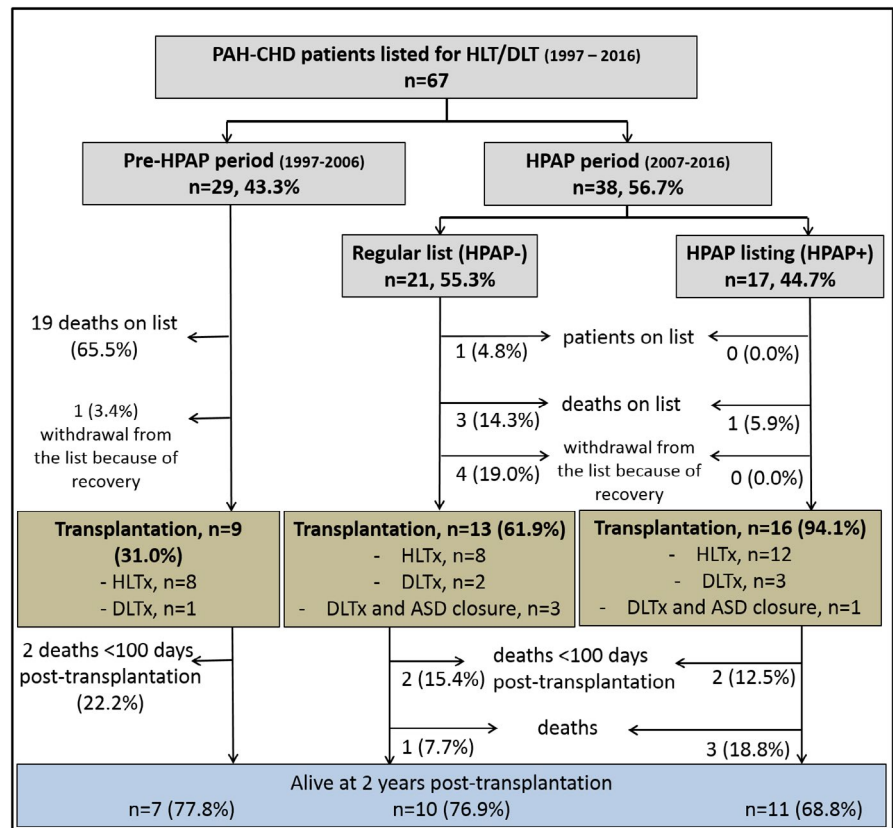 PAH-CHD patients listed for HLT/DLT (1997 – 2016)
n=67
Pre-HPAP period (1997-2006)
n=29, 43.3%
HPAP period (2007-2016)
n=38, 56.7%
Regular list (HPAP-)
n=21, 55.3%
HPAP listing (HPAP+)
n=17, 44.7%
19 deaths on list
(65.5%)
patients on list
1 (4.8%)
0 (0.0%)
1 (3.4%)
withdrawal from
the list because of
recovery
deaths on list
3 (14.3%)
1 (5.9%)
withdrawal from
the list because of
recovery
4 (19.0%)
0 (0.0%)
Transplantation, n=9
(31.0%)
- HLTx, n=8
- DLTx, n=1
Transplantation, n=13 (61.9%)
- HLTx, n=8
- DLTx, n=2
- DLTx and ASD closure, n=3
Transplantation, n=16 (94.1%)
- HLTx, n=12
- DLTx, n=3
- DLTx and ASD closure, n=1
2 deaths <100 days
post-transplantation
(22.2%)
deaths <100 days
post-transplantation
2 (15.4%)
2 (12.5%)
deaths
1 (7.7%)
3 (18.8%)
Alive at 2 years post-transplantation
n=7 (77.8%)
n=10 (76.9%)
n=11 (68.8%)